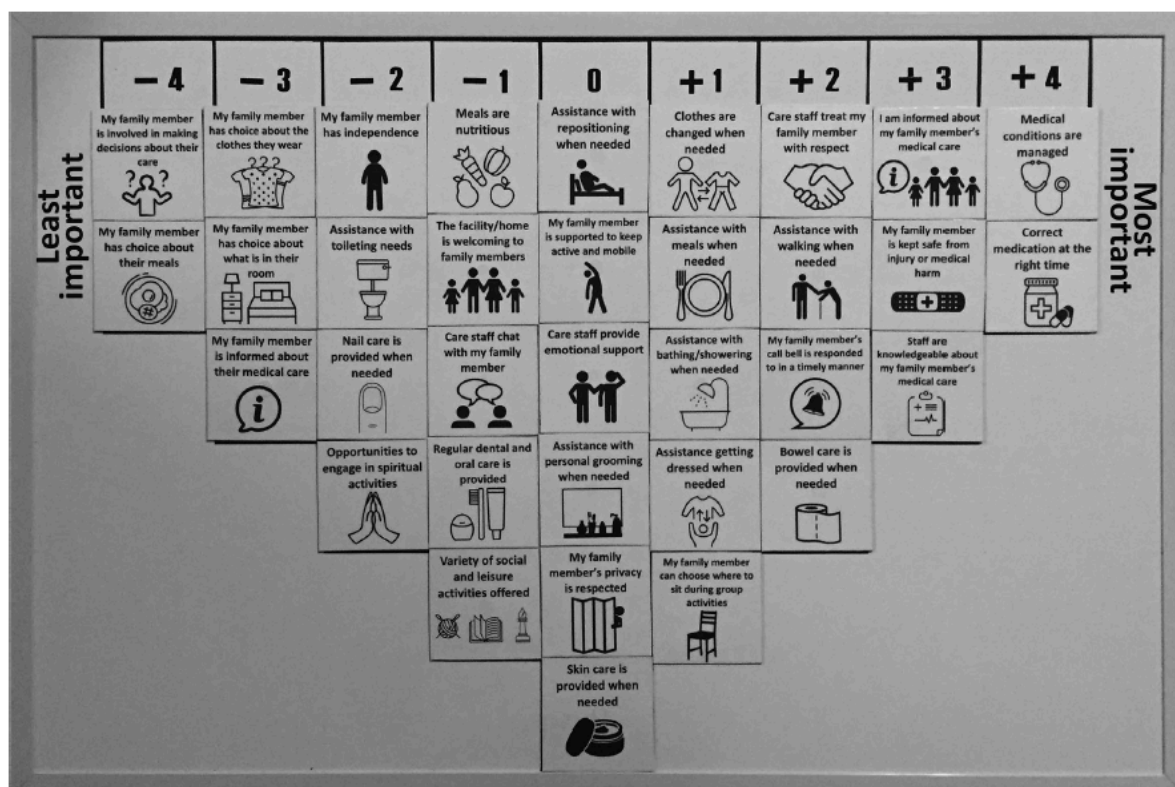 Least important
Most important
− 4
− 3
− 2
− 1
0
+ 1
+ 2
+ 3
+ 4
My family member
is involved in making
decisions about their
care
? ?
My family member
has choice about the
clothes they wear
My family member
has independence
Meals are
nutritious
Assistance with
repositioning
when needed
Clothes are
changed when
needed
Care staff treat my
family member
with respect
I am informed about
my family member's
medical care
i
Medical
conditions are
managed
My family member
has choice about
their meals
#
My family member
has choice about
what is in their
room
Assistance with
toileting needs
The facility/home
is welcoming to
family members
My family member
is supported to keep
active and mobile
Assistance with
meals when
needed
Assistance with
walking when
needed
My family member
is kept safe from
injury or medical
harm
Correct
medication at the
right time
My family member
is informed about
their medical care
i
Nail care is
provided when
needed
Care staff chat
with my family
member
Care staff provide
emotional support
Assistance with
bathing/showering
when needed
My family member's
call bell is responded
to in a timely manner
Staff are
knowledgeable about
my family member's
medical care
Opportunities to
engage in spiritual
activities
Regular dental and
oral care is
provided
Assistance with
personal grooming
when needed
Assistance getting
dressed when
needed
Bowel care is
provided when
needed
Variety of social
and leisure
activities offered
My family
member's privacy
is respected
My family member
can choose where to
sit during group
activities
Skin care is
provided when
needed